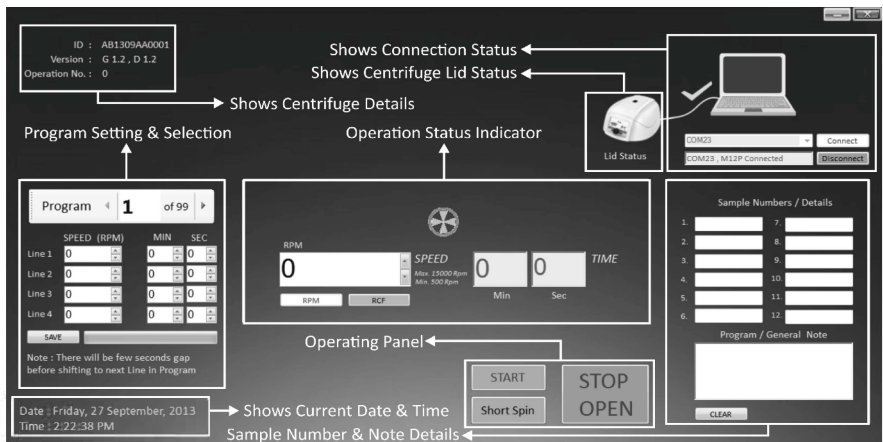 ID : AB1309AA0001
Version : G 1.2 , D 1.2
Operation No. : 0
Shows Centrifuge Details
Shows Connection Status
Shows Centrifuge Lid Status
Lid Status
COM23
Connect
COM23 , M12P Connected
Disconnect
Program Setting & Selection
Operation Status Indicator
Program 1 of 99
SPEED (RPM) MIN SEC
Line 1 0 0 0
Line 2 0 0 0
Line 3 0 0 0
Line 4 0 0 0
SAVE
Note : There will be few seconds gap
before shifting to next Line in Program
RPM
0
SPEED
Max. 15000 Rpm
Min. 500 Rpm
0 0 TIME
Min Sec
RPM RCF
Sample Numbers / Details
1. 7.
2. 8.
3. 9.
4. 10.
5. 11.
6. 12.
Program / General Note
CLEAR
Operating Panel
START
Short Spin
STOP
OPEN
Date : Friday, 27 September, 2013
Time : 2:22:38 PM
Shows Current Date & Time
Sample Number & Note Details